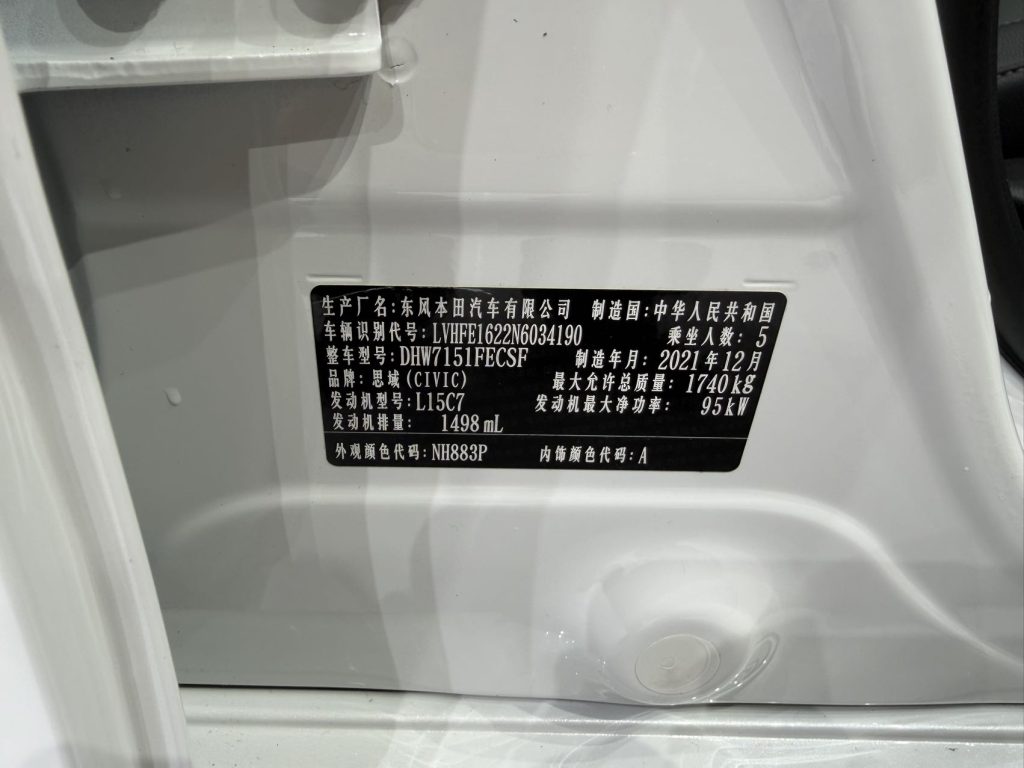 生产厂名:东风本田汽车有限公司 制造国:中华人民共和国
车辆识别代号:LVHFE1622N6034190 乘坐人数:5
整车型号:DHW7151FECSF 制造年月:2021年12月
品牌:思域(CIVIC) 最大允许总质量:1740kg
发动机型号:L15C7 发动机最大净功率:95kW
发动机排量:1498mL
外观颜色代码:NH883P 内饰颜色代码:A